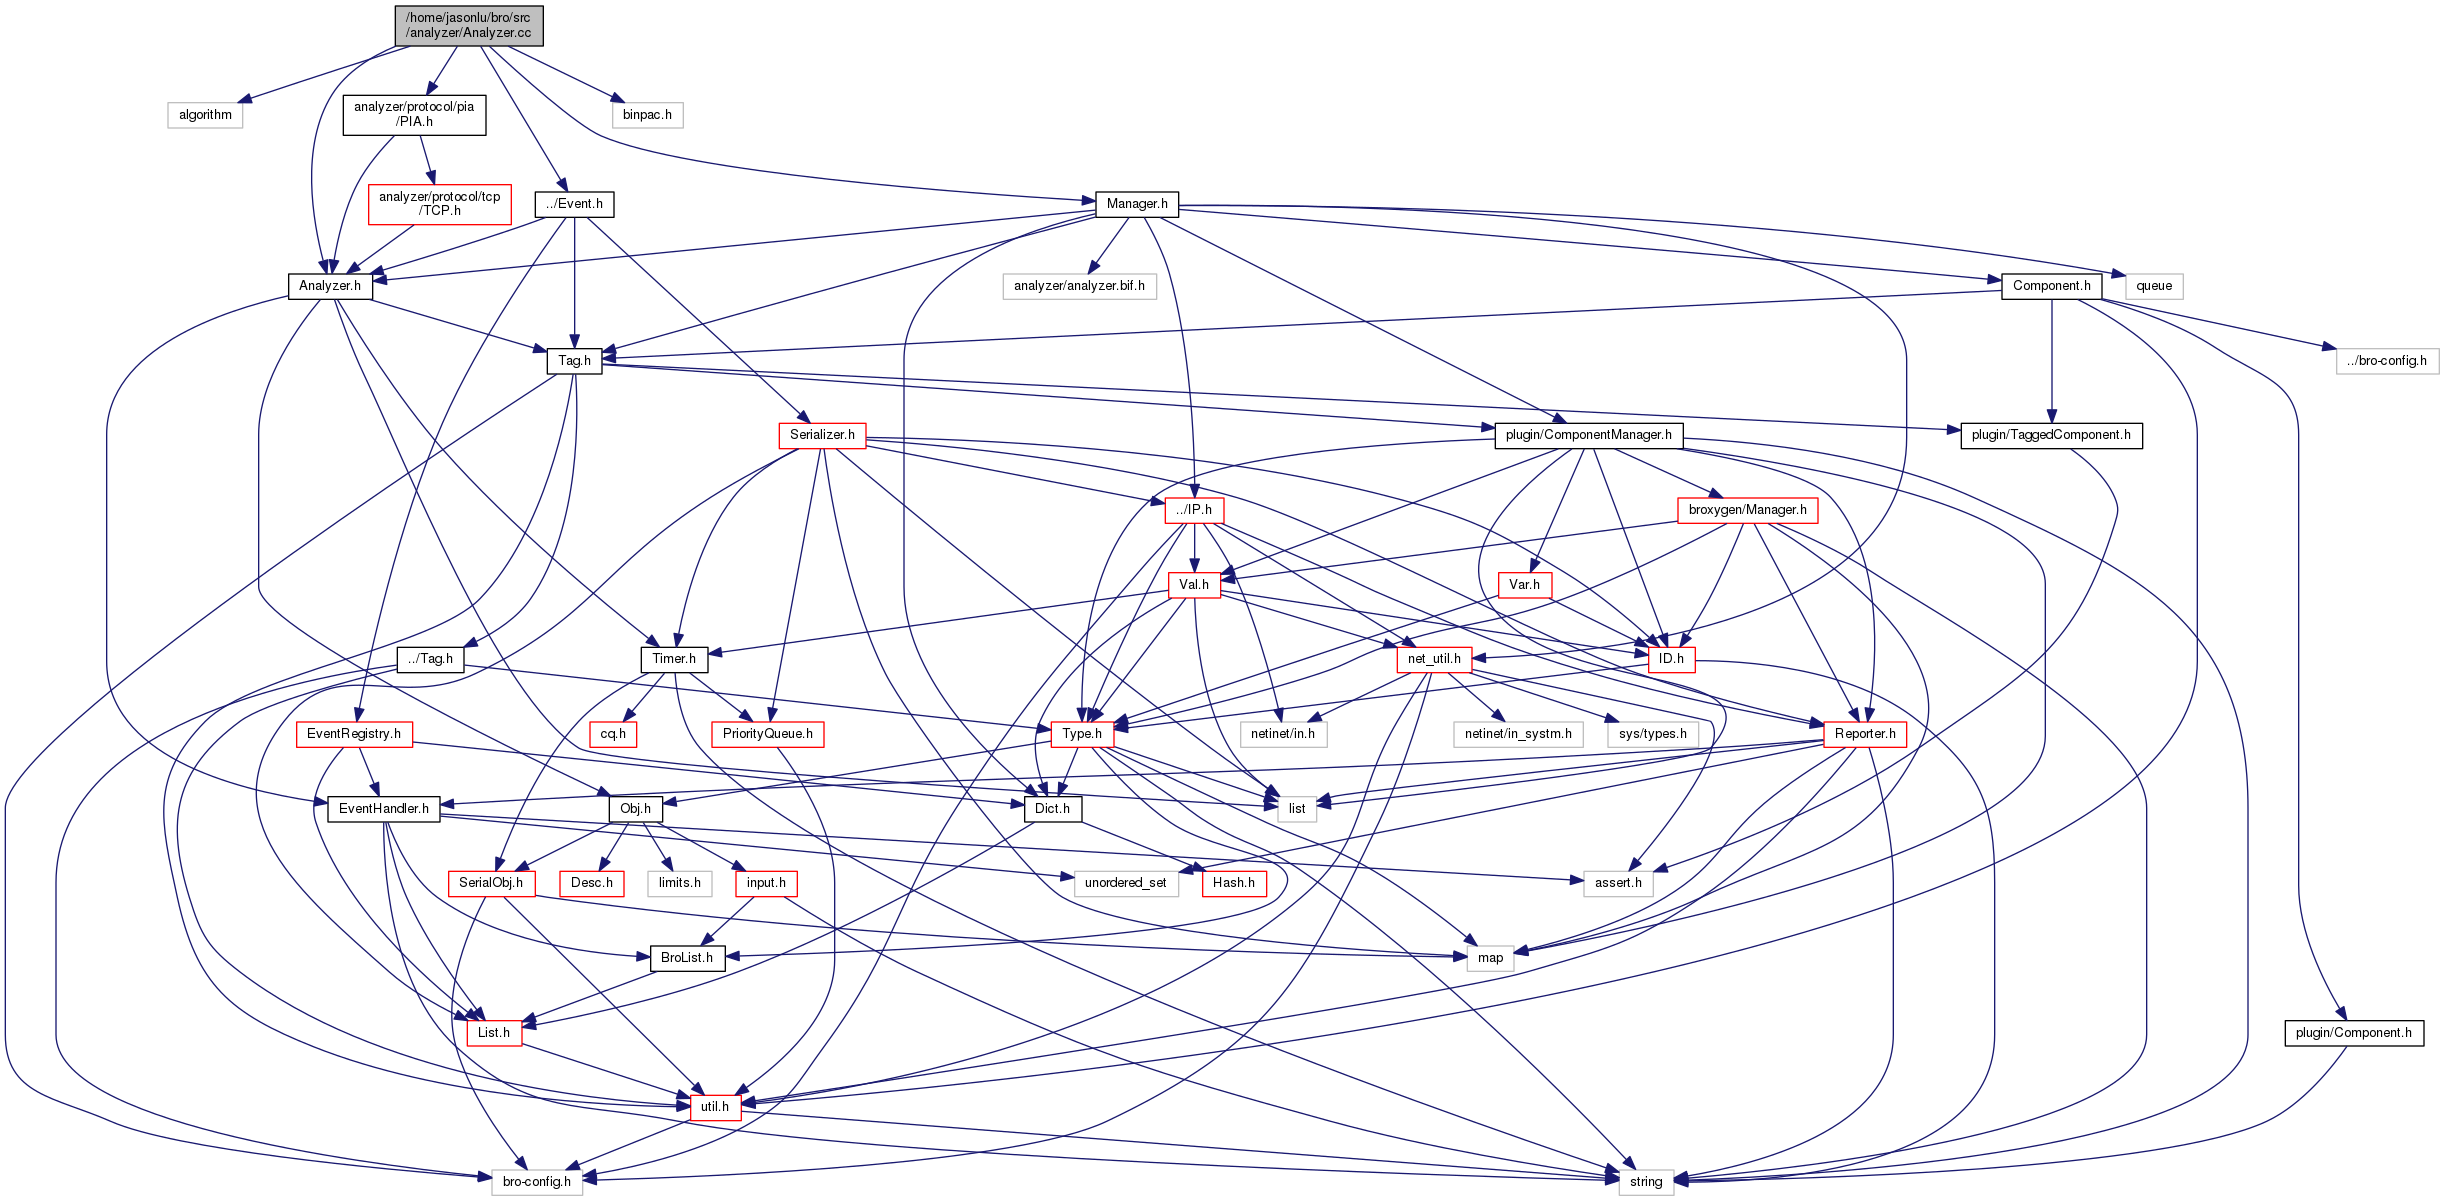 /home/jasonlu/bro/src
/analyzer/Analyzer.cc
algorithm
analyzer/protocol/pia
/PIA.h
binpac.h
analyzer/protocol/tcp
/TCP.h
../Event.h
Manager.h
Analyzer.h
analyzer/analyzer.bif.h
Component.h
queue
Tag.h
../bro-config.h
Serializer.h
plugin/ComponentManager.h
plugin/TaggedComponent.h
../IP.h
broxygen/Manager.h
Val.h
Var.h
../Tag.h
Timer.h
net_util.h
ID.h
EventRegistry.h
cq.h
PriorityQueue.h
Type.h
netinet/in.h
netinet/in_systm.h
sys/types.h
Reporter.h
EventHandler.h
Obj.h
Dict.h
list
SerialObj.h
Desc.h
limits.h
input.h
unordered_set
Hash.h
assert.h
BroList.h
map
List.h
plugin/Component.h
util.h
bro-config.h
string